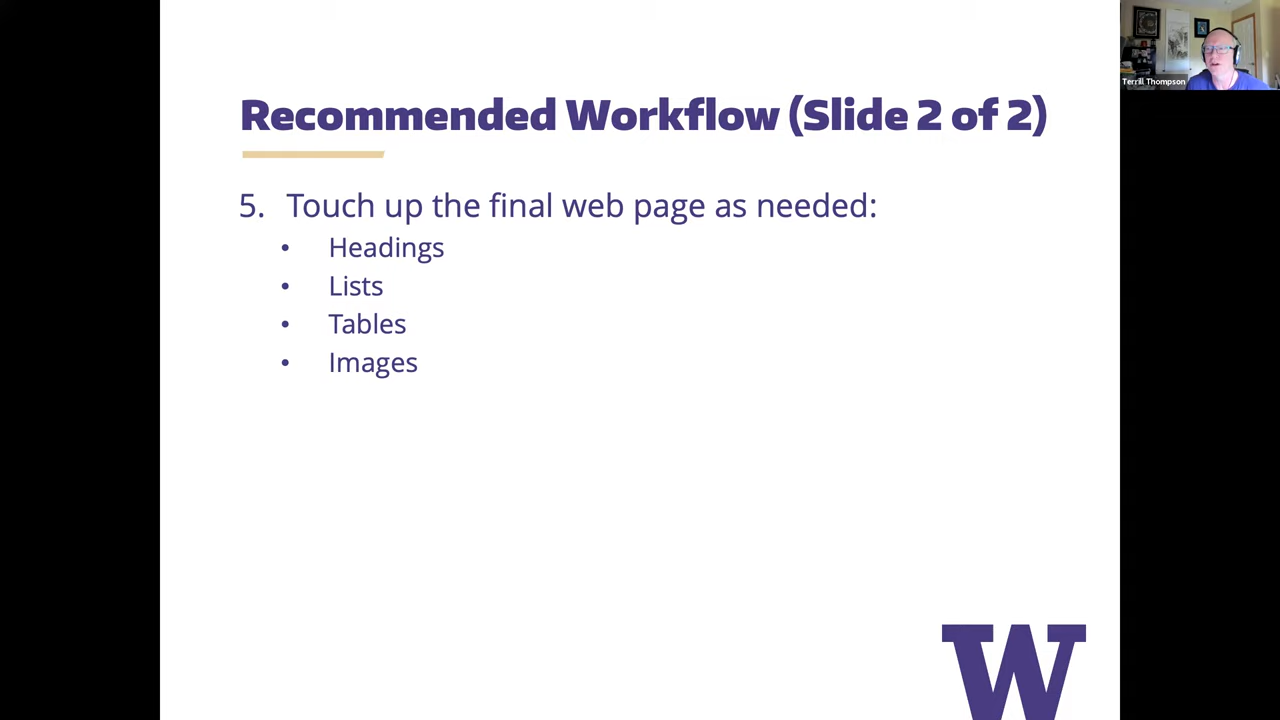 Recommended Workflow (Slide 2 of 2)
5. Touch up the final web page as needed:
• Headings
• Lists
• Tables
• Images
Terrill Thompson
W